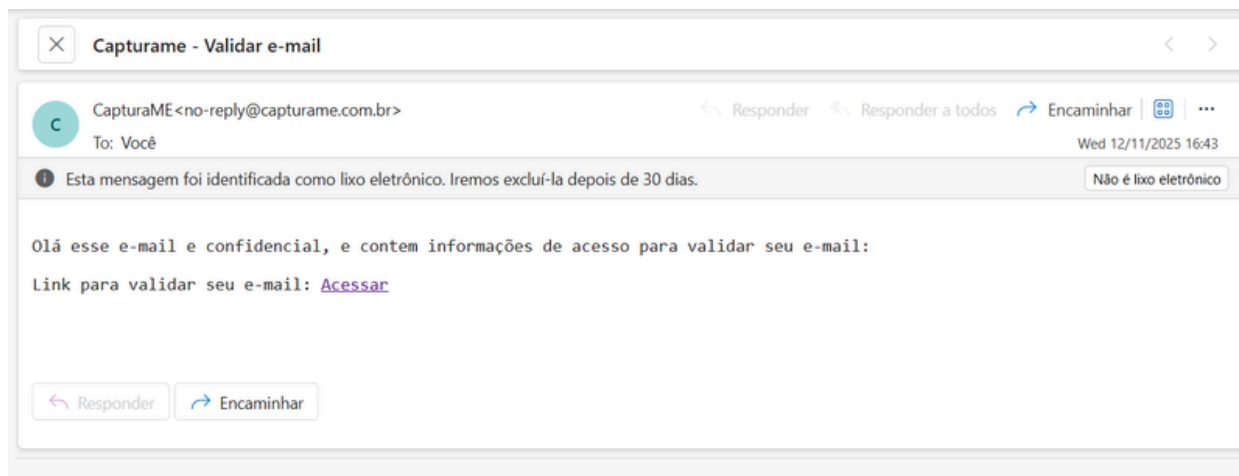 Capturame - Validar e-mail
C
CapturaME<no-reply@capturame.com.br>
Responder
Responder a todos
Encaminhar
To: Você
Wed 12/11/2025 16:43
Esta mensagem foi identificada como lixo eletrônico. Iremos excluí-la depois de 30 dias.
Não é lixo eletrônico
Olá esse e-mail e confidencial, e contem informações de acesso para validar seu e-mail:
Link para validar seu e-mail: Acessar
Responder
Encaminhar